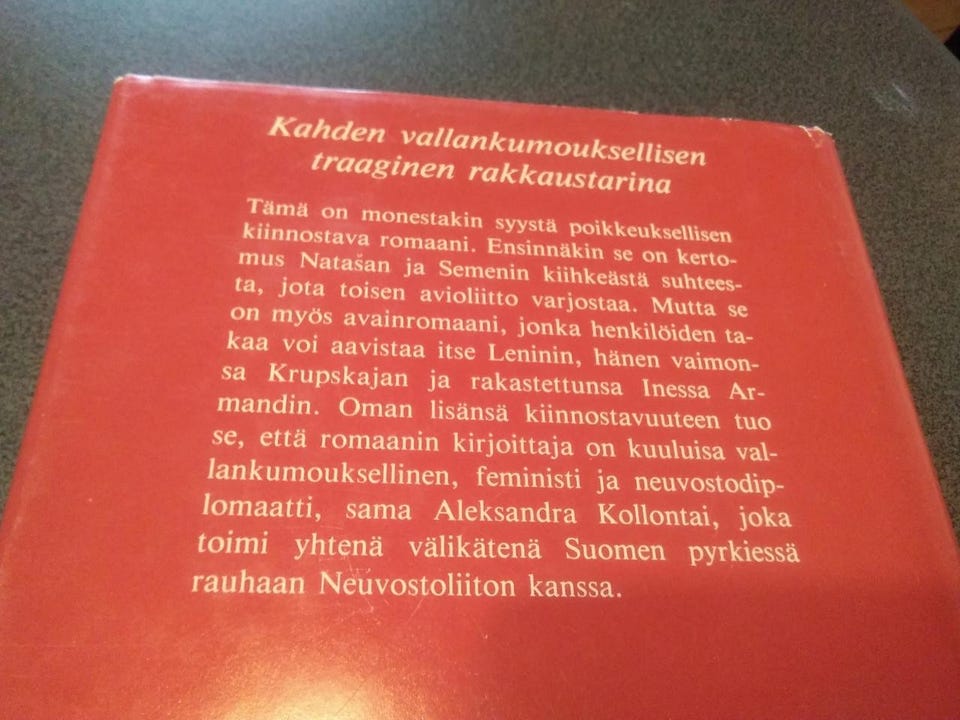 Kahden vallankumouksellisen
traaginen rakkaustarina
Tämä on monestakin syystä poikkeuksellisen
kiinnostava romaani. Ensinnäkin se on kerto-
mus Natašan ja Semenin kiihkeästä suhtees-
ta, jota toisen avioliitto varjostaa. Mutta se
on myös avainromaani, jonka henkilöiden ta-
kaa voi aavistaa itse Leninin, hänen vaimon-
sa Krupskajan ja rakastettunsa Inessa Ar-
mandin. Oman lisänsä kiinnostavuuteen tuo
se, että romaanin kirjoittaja on kuuluisa val-
lankumouksellinen, feministi ja neuvostodip-
lomaatti, sama Aleksandra Kollontai, joka
toimi yhtenä välikätenä Suomen pyrkiessä
rauhaan Neuvostoliiton kanssa.